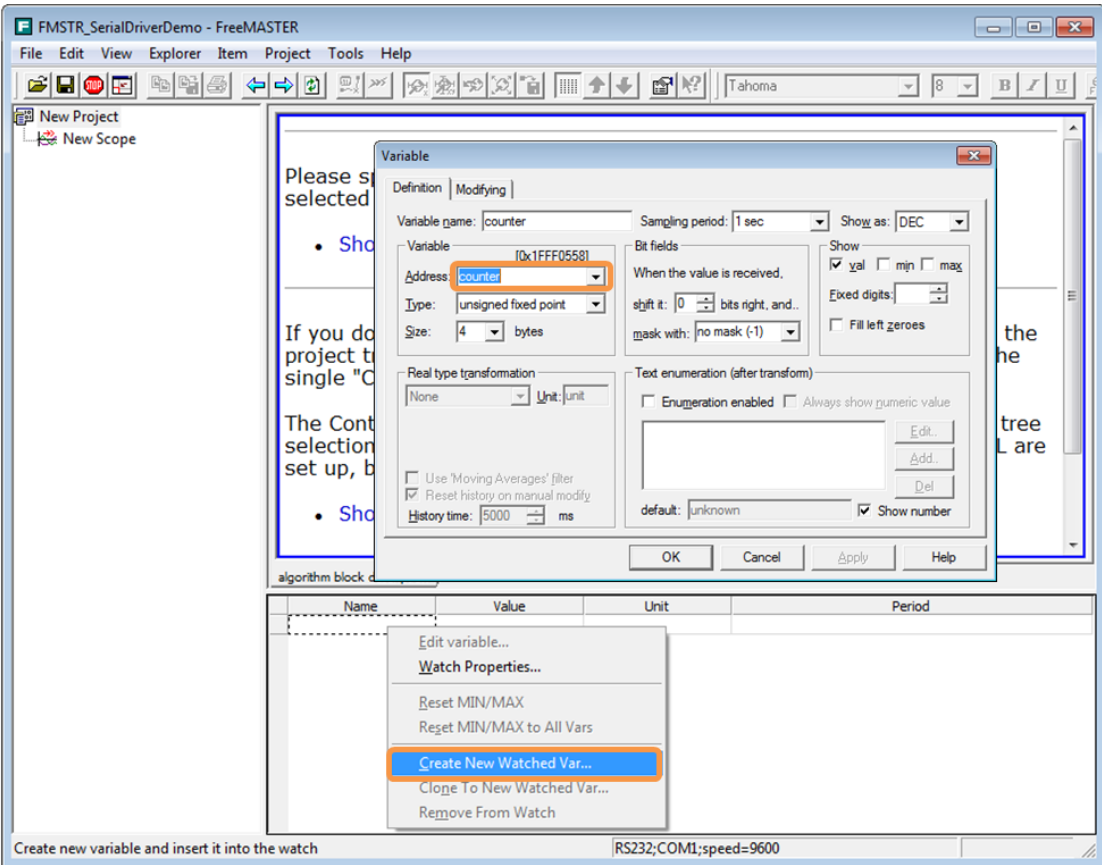 FMSTR_SerialDriverDemo - FreeMASTER
File Edit View Explorer Item Project Tools Help
STOP
Tahoma
8
B I U
New Project
New Scope
Please sp
selected
Sho
If you do
the
project tr
he
single "C
The Cont
tree
selection
L are
set up, b
Sho
algorithm block
Variable
Definition
Modifying
Variable name: counter
Sampling period: 1 sec
Show as: DEC
Variable
[0x1FFF0558]
Address: counter
Type: unsigned fixed point
Size: 4 bytes
Bit fields
When the value is received,
shift it: 0 bits right, and..
mask with: no mask (-1)
Show
val min max
Fixed digits:
Fill left zeroes
Real type transformation
None Unit: unit
Use 'Moving Averages' filter
Reset history on manual modify
History time: 5000 ms
Text enumeration (after transform)
Enumeration enabled Always show numeric value
Edit..
Add..
Del
default: unknown Show number
OK Cancel Apply Help
Name Value Unit Period
Edit variable...
Watch Properties...
Reset MIN/MAX
Reset MIN/MAX to All Vars
Create New Watched Var...
Clone To New Watched Var...
Remove From Watch
Create new variable and insert it into the watch
RS232;COM1;speed=9600